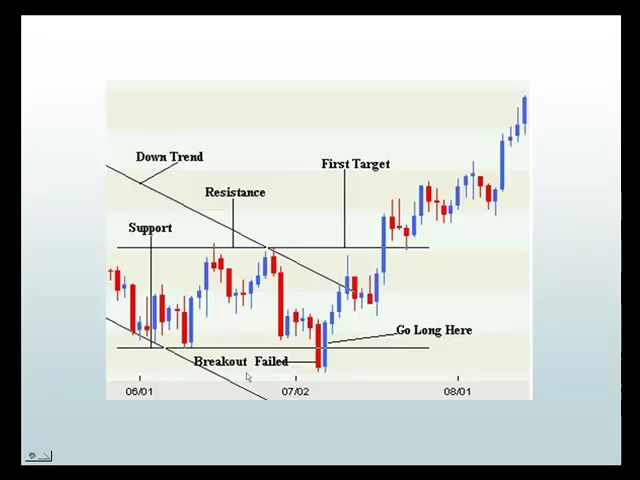 Down Trend
First Target
Resistance
Support
Go Long Here
Breakout Failed
06/01
07/02
08/01